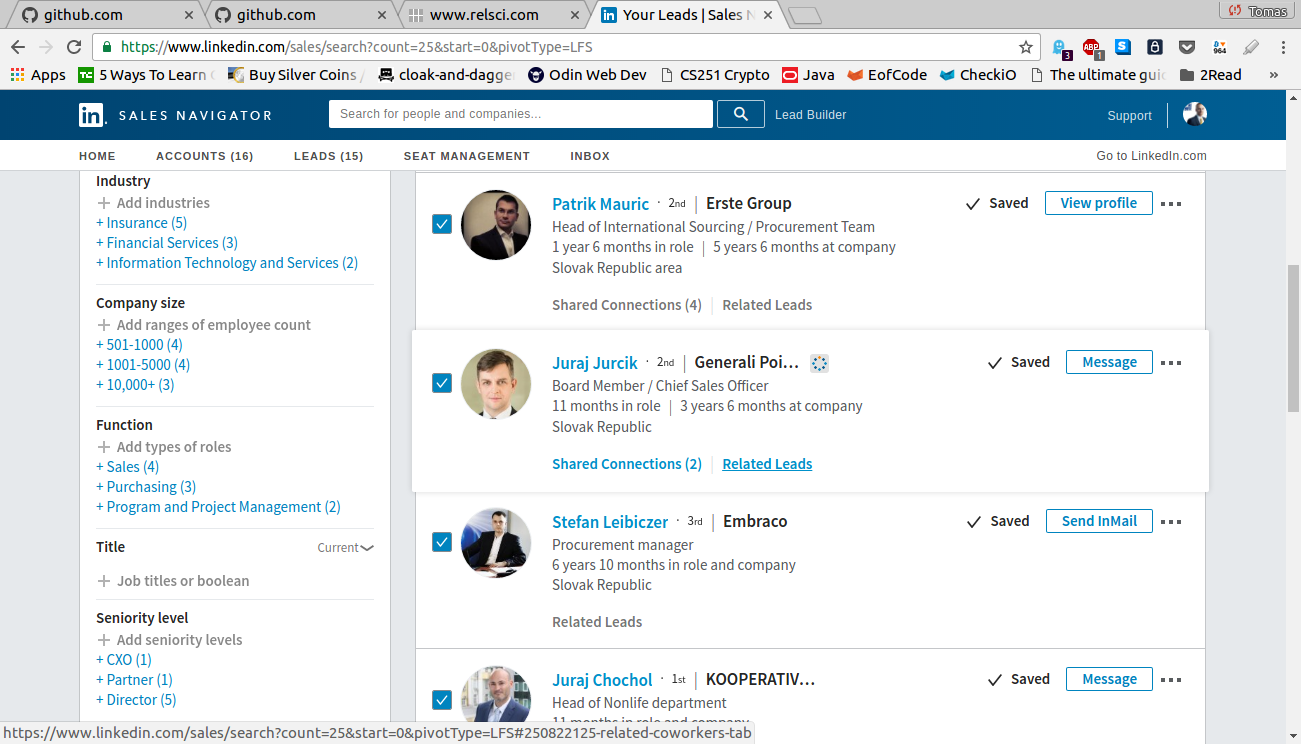 github.com
github.com
www.relsci.com
Your Leads | Sales N
Tomas
https://www.linkedin.com/sales/search?count=25&start=0&pivotType=LFS
3
ABP
1
S
964
Apps
TC
5 Ways To Learn
Buy Silver Coins
cloak-and-dagge
Odin Web Dev
CS251 Crypto
Java
EofCode
CheckiO
The ultimate guid
2Read
»
in
SALES NAVIGATOR
Search for people and companies...
Lead Builder
Support
HOME
ACCOUNTS (16)
LEADS (15)
SEAT MANAGEMENT
INBOX
Go to LinkedIn.com
Industry
+ Add industries
+ Insurance (5)
+ Financial Services (3)
+ Information Technology and Services (2)
Company size
+ Add ranges of employee count
+ 501-1000 (4)
+ 1001-5000 (4)
+ 10,000+ (3)
Function
+ Add types of roles
+ Sales (4)
+ Purchasing (3)
+ Program and Project Management (2)
Title
Current
+ Job titles or boolean
Seniority level
+ Add seniority levels
+ CXO (1)
+ Partner (1)
+ Director (5)
Patrik Mauric · 2nd | Erste Group
Saved
View profile
Head of International Sourcing / Procurement Team
1 year 6 months in role | 5 years 6 months at company
Slovak Republic area
Shared Connections (4) | Related Leads
Juraj Jurcik · 2nd | Generali Poi...
Saved
Message
Board Member / Chief Sales Officer
11 months in role | 3 years 6 months at company
Slovak Republic
Shared Connections (2) | Related Leads
Stefan Leibiczer · 3rd | Embraco
Saved
Send InMail
Procurement manager
6 years 10 months in role and company
Slovak Republic
Related Leads
Juraj Chochol · 1st | KOOPERATIV...
Saved
Message
Head of Nonlife department
11 months in role and company
https://www.linkedin.com/sales/search?count=25&start=0&pivotType=LFS#250822125-related-coworkers-tab